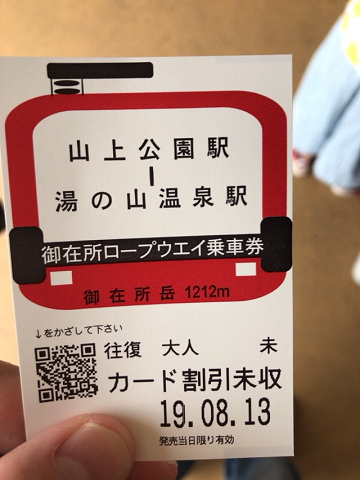 山上公園駅
ー
湯の山温泉駅
御在所ロープウエイ乗車券
御在所岳 1212m
↓をかざして下さい
往復 大人 未
カード割引未収
19.08.13
発売当日限り有効